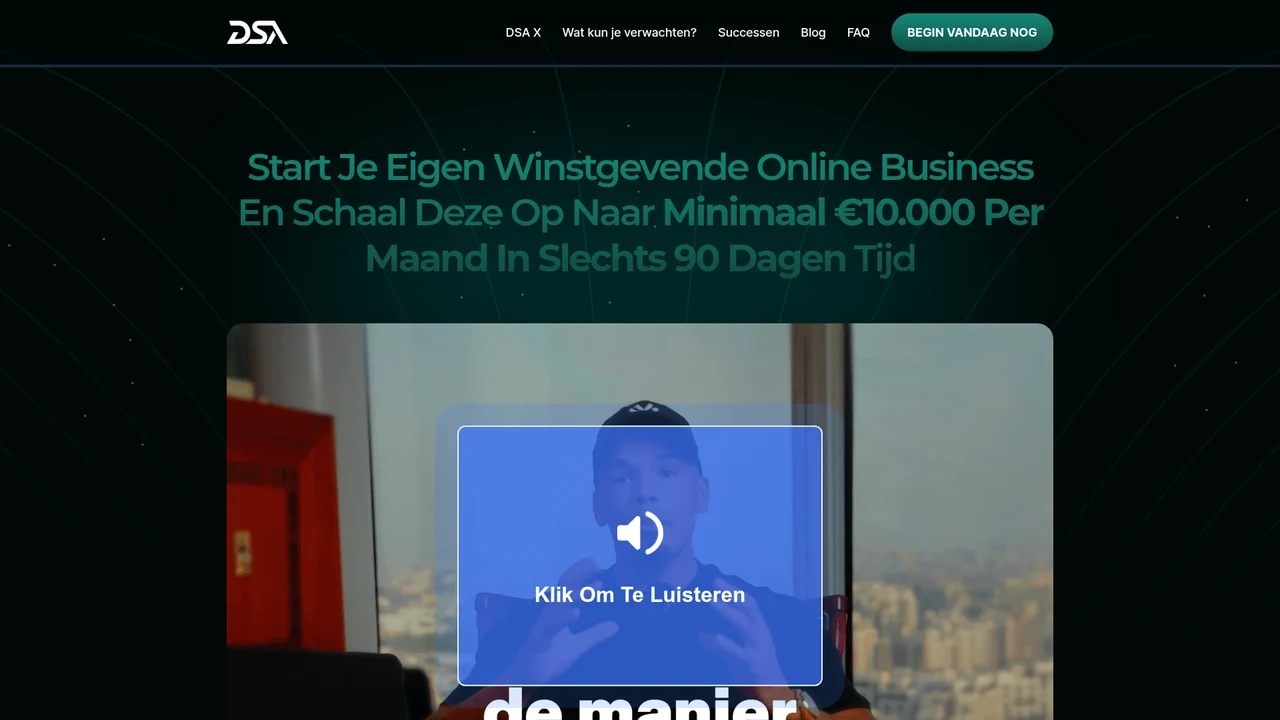 DSA
DSA X
Wat kun je verwachten?
Successen
Blog
FAQ
BEGIN VANDAAG NOG
Start Je Eigen Winstgevende Online Business
En Schaal Deze Op Naar Minimaal €10.000 Per
Maand In Slechts 90 Dagen Tijd
Klik Om Te Luisteren
de manier